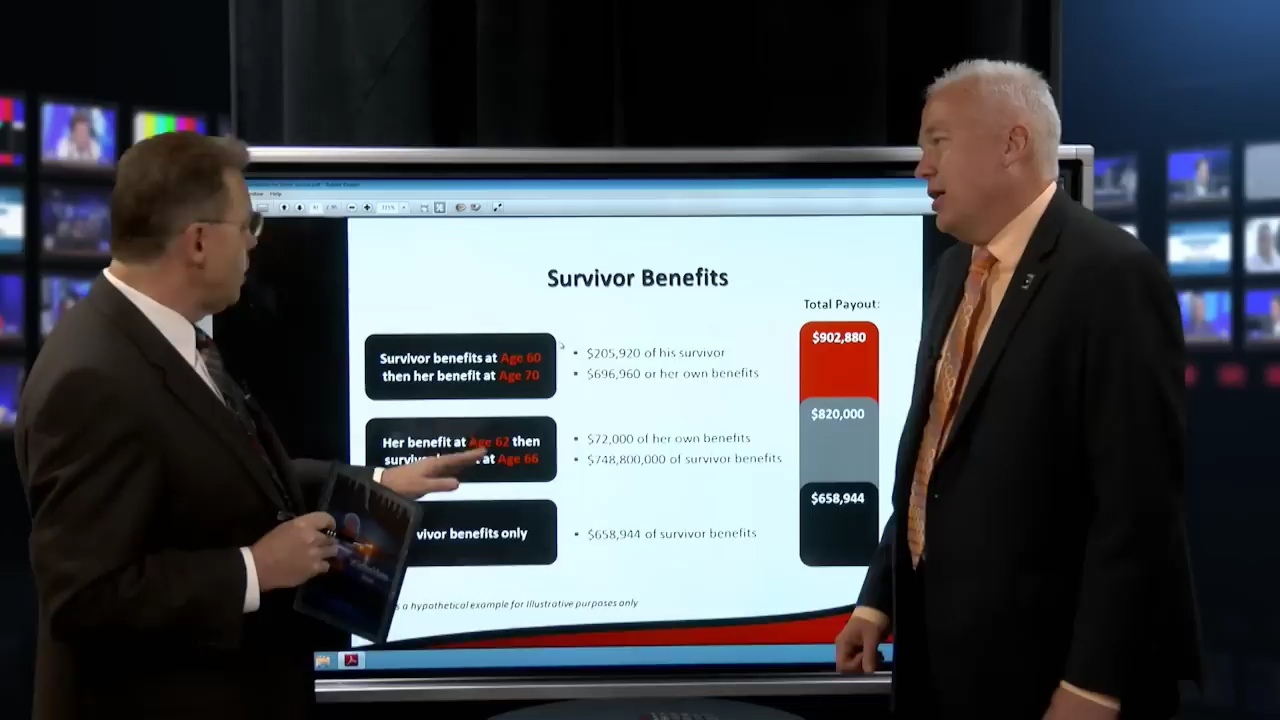 Help
Survivor Benefits
Total Payout:
Survivor benefits at Age 60
then her benefit at Age 70
• $205,920 of his survivor
• $696,960 or her own benefits
$902,880
Her benefit at Age 62 then
at Age 66
• $72,000 of her own benefits
• $748,800,000 of survivor benefits
$820,000
vivor benefits only
• $658,944 of survivor benefits
$658,944
a hypothetical example for Illustrative purposes only